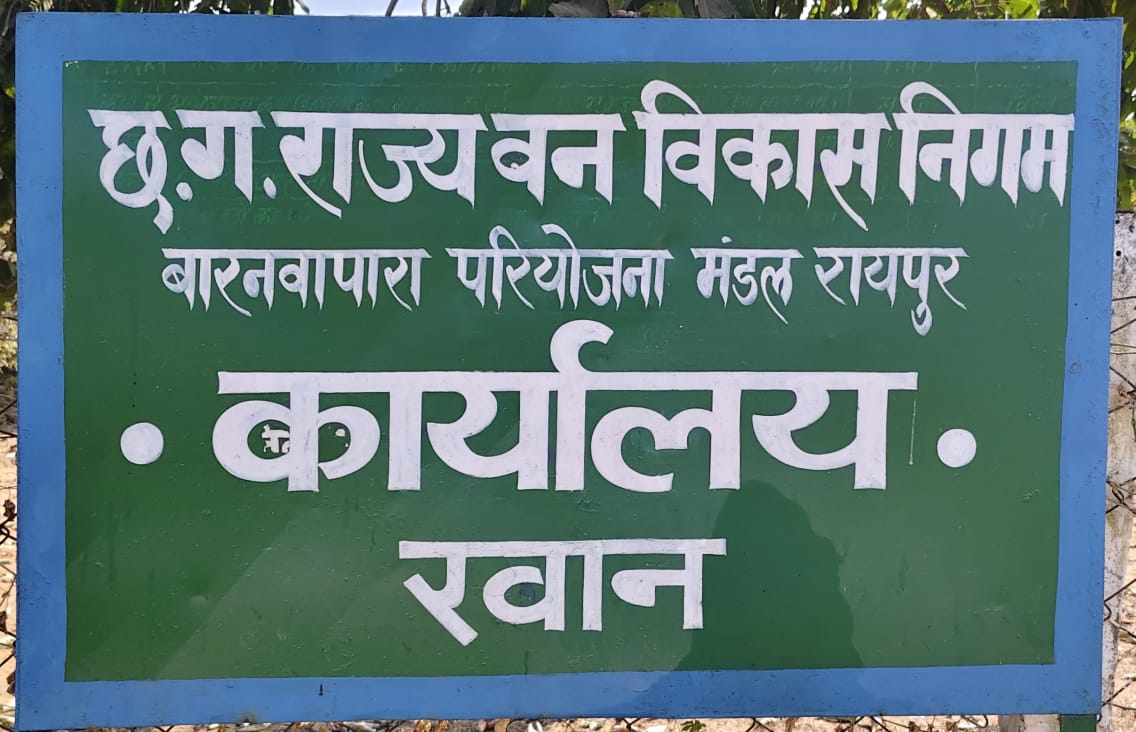 छ.ग. राज्य वन विकास निगम
बारनवापारा परियोजना मंडल रायपुर
• कार्यालय •
रवान